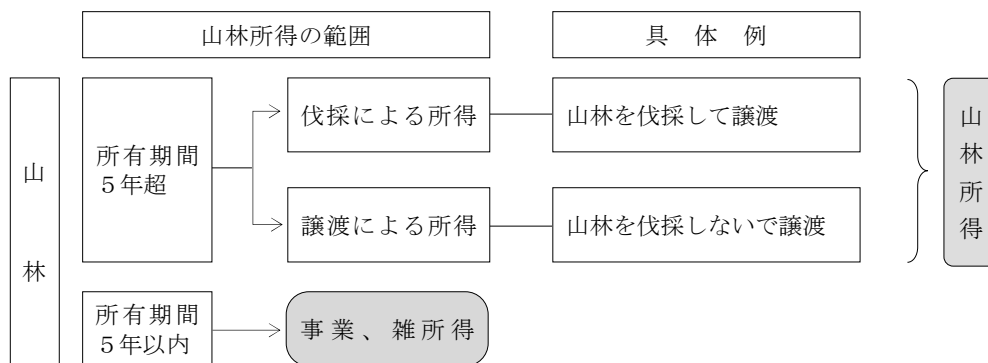 山林所得の範囲
具体例
山林
所有期間
5年超
伐採による所得
山林を伐採して譲渡
譲渡による所得
山林を伐採しないで譲渡
山林所得
所有期間
5年以内
事業、雑所得